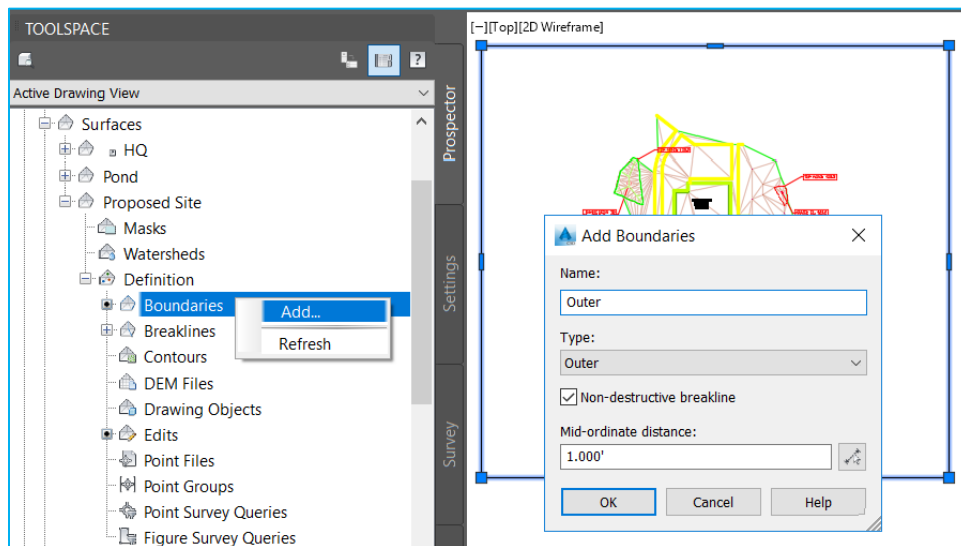 TOOLSPACE
?
Active Drawing View
Surfaces
HQ
Pond
Proposed Site
Masks
Watersheds
Definition
Boundaries
Breaklines
Contours
DEM Files
Drawing Objects
Edits
Point Files
Point Groups
Point Survey Queries
Figure Survey Queries
Add...
Refresh
Prospector
Settings
Survey
[−][Top][2D Wireframe]
Add Boundaries
Name:
Outer
Type:
Outer
Non-destructive breakline
Mid-ordinate distance:
1.000'
OK
Cancel
Help